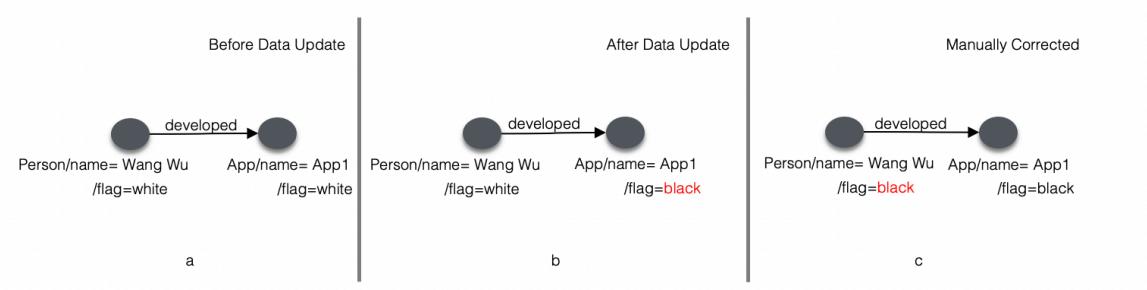 Before Data Update
developed
Person/name= Wang Wu
/flag=white
App/name= App1
/flag=white
a
After Data Update
developed
Person/name= Wang Wu
/flag=white
App/name= App1
/flag=black
b
Manually Corrected
developed
Person/name= Wang Wu
/flag=black
App/name= App1
/flag=black
c